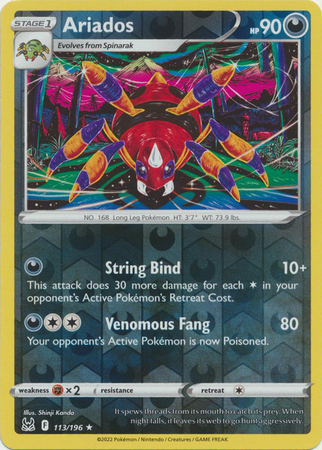 STAGE 1
Ariados
HP 90
Evolves from Spinarak
NO. 168 Long Leg Pokémon HT: 3'7" WT: 73.9 lbs.
String Bind 10+
This attack does 30 more damage for each in
your opponent's Active Pokémon's Retreat Cost.
Venomous Fang 80
Your opponent's Active Pokémon is now Poisoned.
weakness ×2 resistance retreat
Illus. Shinji Kanda
F 113/196 ★
It spews threads from its mouth to catch its prey. When
night falls, it leaves its web to go hunt aggressively.
©2022 Pokémon / Nintendo / Creatures / GAME FREAK